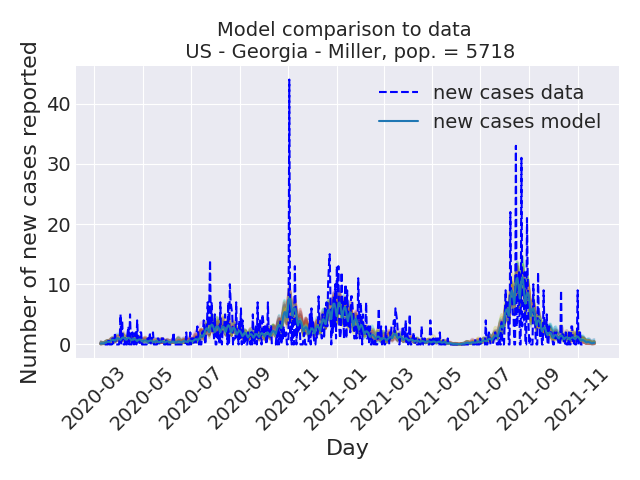 Model comparison to data
US - Georgia - Miller, pop. = 5718
Number of new cases reported
40
30
20
10
0
new cases data
new cases model
2020-03
2020-05
2020-07
2020-09
2020-11
2021-01
2021-03
2021-05
2021-07
2021-09
2021-11
Day